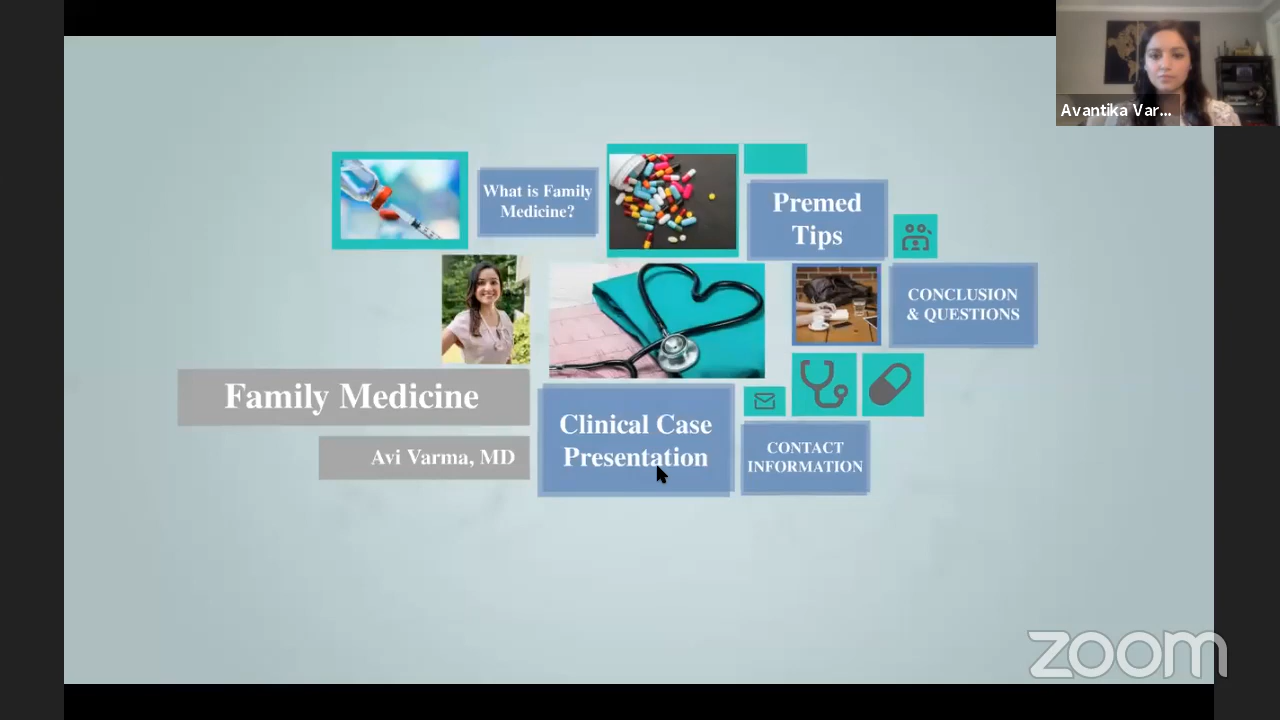 Avantika Var...
What is Family
Medicine?
Premed
Tips
CONCLUSION
& QUESTIONS
Family Medicine
Avi Varma, MD
Clinical Case
Presentation
CONTACT
INFORMATION
zoom